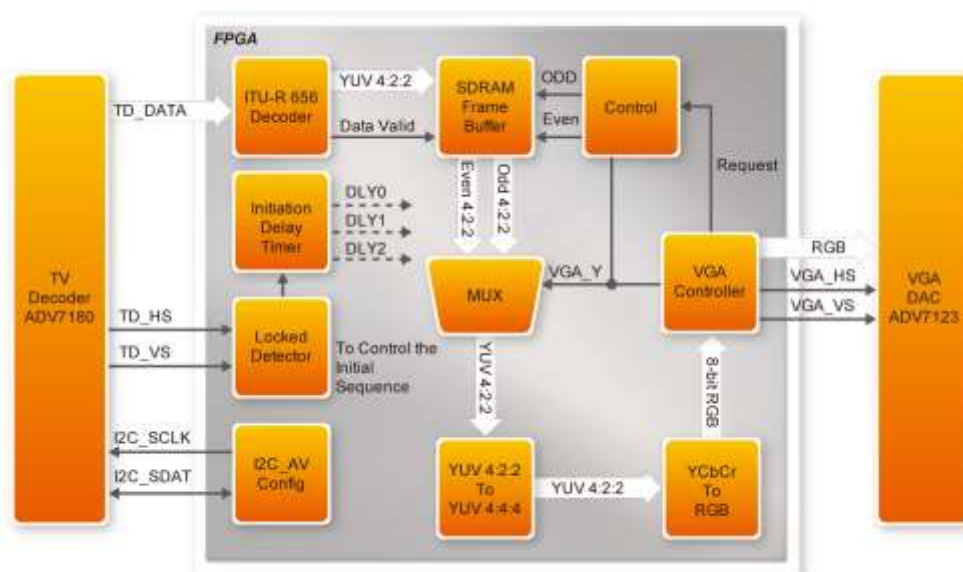 FPGA
TV
Decoder
ADV7180
TD_DATA
ITU-R 656
Decoder
YUV 4:2:2
Data Valid
SDRAM
Frame
Buffer
ODD
Even
Control
Request
Initiation
Delay
Timer
DLY0
DLY1
DLY2
Even 4:2:2
Odd 4:2:2
MUX
VGA_Y
VGA
Controller
RGB
VGA_HS
VGA_VS
VGA
DAC
ADV7123
TD_HS
TD_VS
Locked
Detector
To Control the
Initial
Sequence
YUV 4:2:2
8-bit RGB
I2C_SCLK
I2C_SDAT
I2C_AV
Config
YUV 4:2:2
To
YUV 4:4:4
YUV 4:2:2
YCbCr
To
RGB